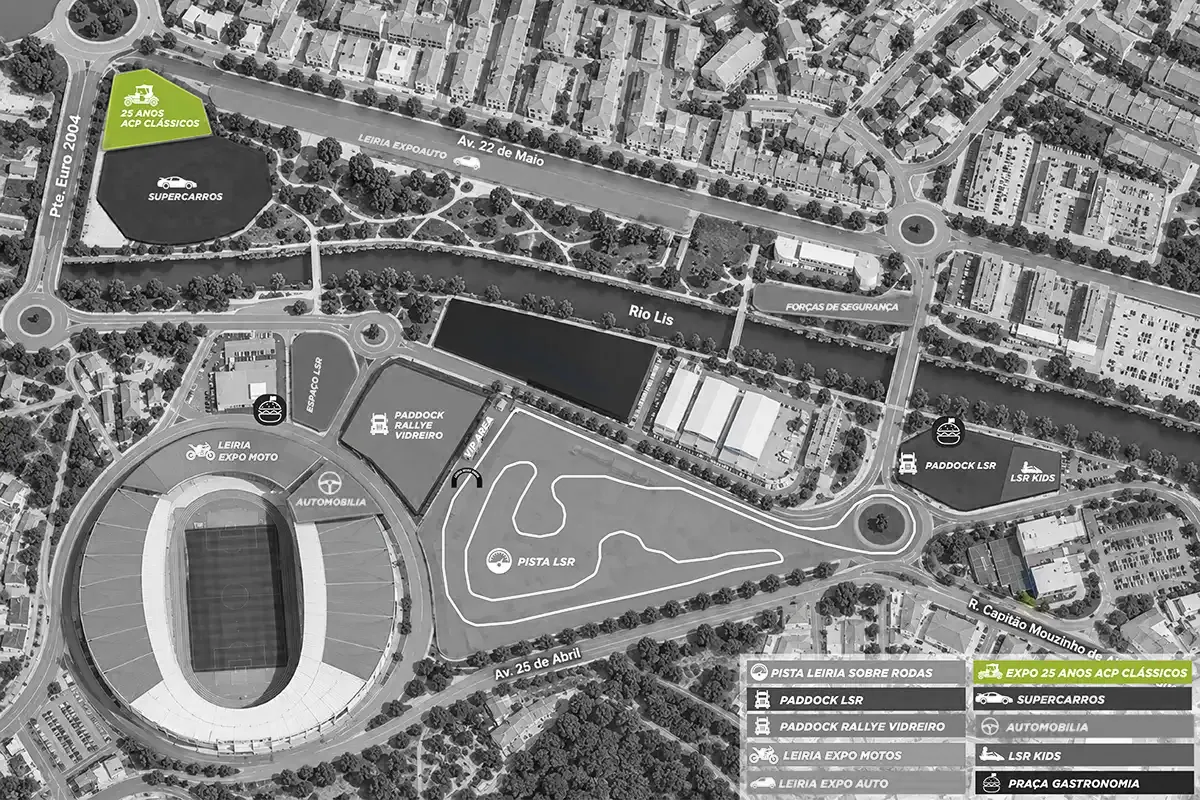 25 ANOS
ACP CLÁSSICOS
Pte. Euro 2004
SUPERCARROS
LEIRIA EXPOAUTO
Av. 22 de Maio
Rio Lis
FORÇAS DE SEGURANÇA
ESPAÇO LSR
PADDOCK
RALLYE
VIDREIRO
VIP AREA
LEIRIA
EXPO MOTO
AUTOMOBILIA
PISTA LSR
PADDOCK LSR
LSR KIDS
Av. 25 de Abril
R. Capitão Mouzinho de
PISTA LEIRIA SOBRE RODAS
PADDOCK LSR
PADDOCK RALLYE VIDREIRO
LEIRIA EXPO MOTOS
LEIRIA EXPO AUTO
EXPO 25 ANOS ACP CLÁSSICOS
SUPERCARROS
AUTOMOBILIA
LSR KIDS
PRAÇA GASTRONOMIA